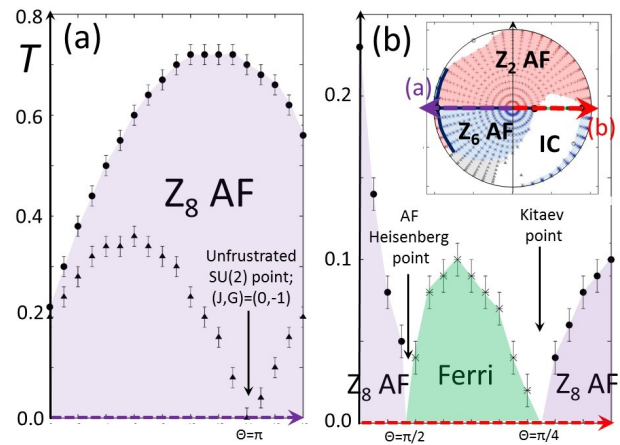 (a)
T
0.8
0.6
0.4
0.2
0.0
Z8 AF
Unfrustrated
SU(2) point;
(J,G)=(0,-1)
Θ=π
(b)
0.2
0.1
0.0
Z2 AF
(a)
Z6 AF
IC
(b)
AF
Heisenberg
point
Kitaev
point
Z8 AF
Ferri
Z8 AF
Θ=π/2
Θ=π/4